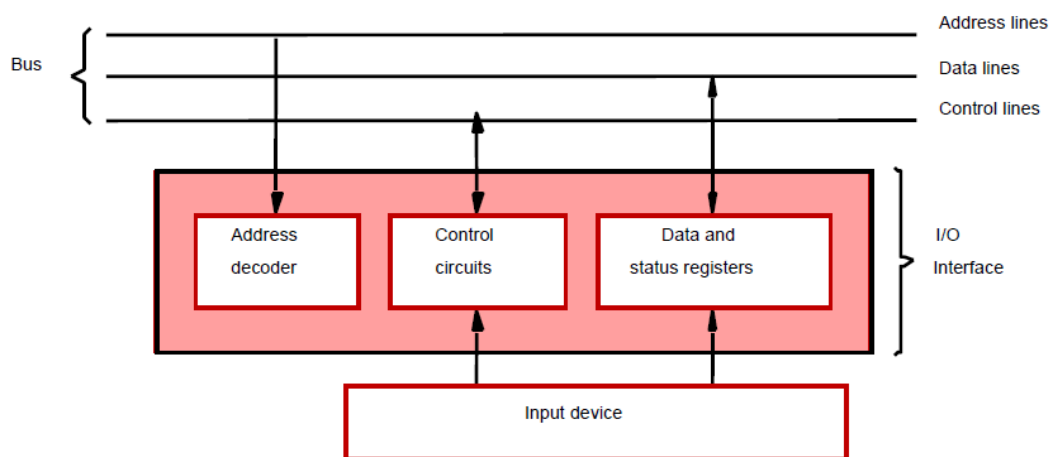 Address lines
Bus
Data lines
Control lines
Address
decoder
Control
circuits
Data and
status registers
I/O
Interface
Input device